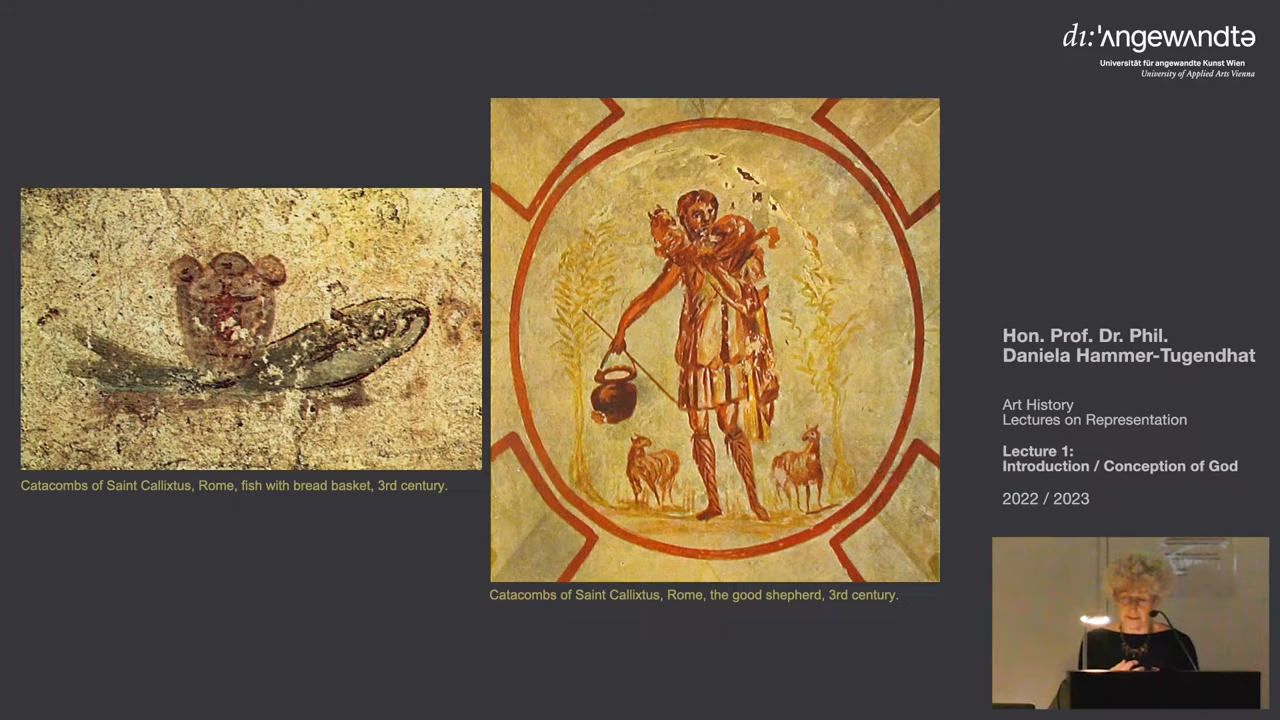 dı:ˈʌngewʌndtə
Universität für angewandte Kunst Wien
University of Applied Arts Vienna
Catacombs of Saint Callixtus, Rome, fish with bread basket, 3rd century.
Catacombs of Saint Callixtus, Rome, the good shepherd, 3rd century.
Hon. Prof. Dr. Phil.
Daniela Hammer-Tugendhat
Art History
Lectures on Representation
Lecture 1:
Introduction / Conception of God
2022 / 2023